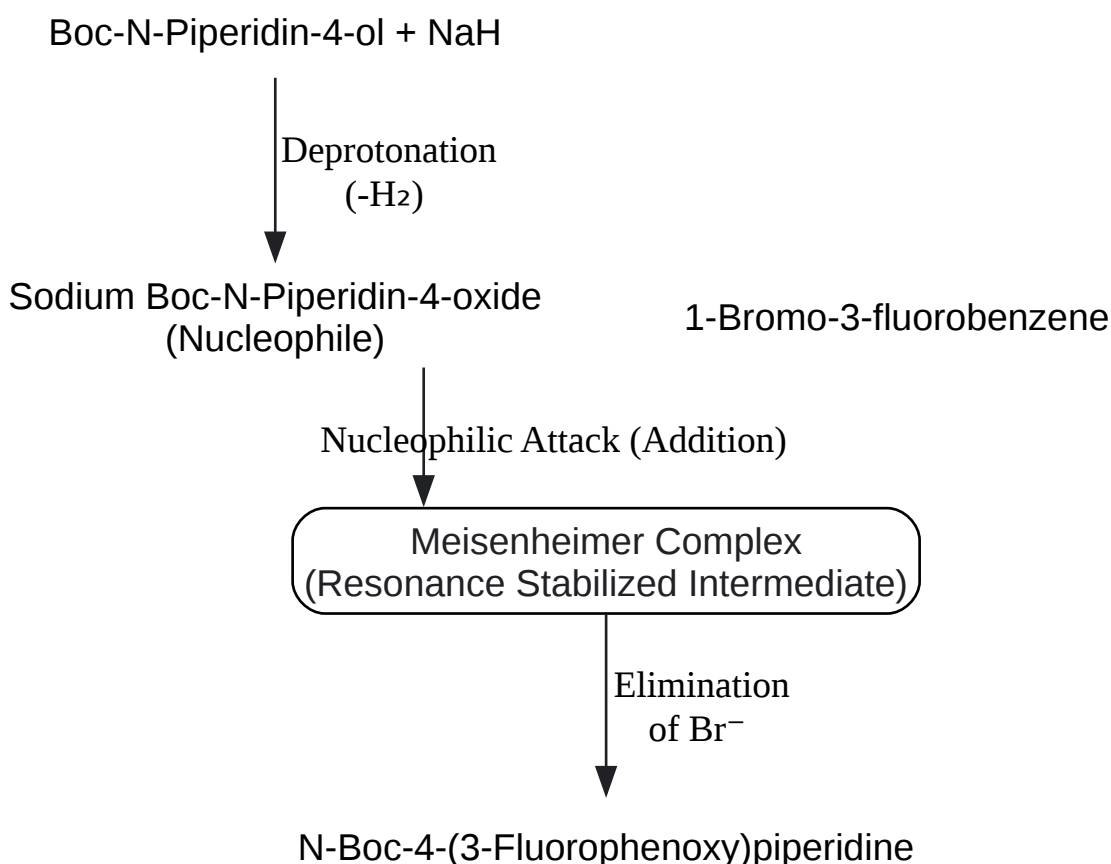 Boc-N-Piperidin-4-ol + NaH
Deprotonation
(-H₂)
Sodium Boc-N-Piperidin-4-oxide
(Nucleophile)
1-Bromo-3-fluorobenzene
Nucleophilic Attack (Addition)
Meisenheimer Complex
(Resonance Stabilized Intermediate)
Elimination
of Br⁻
N-Boc-4-(3-Fluorophenoxy)piperidine